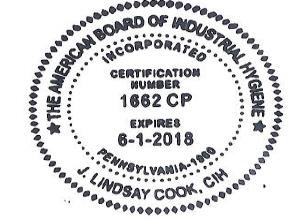 THE AMERICAN BOARD OF INDUSTRIAL HYGIENE
INCORPORATED
CERTIFICATION
NUMBER
1662 CP
EXPIRES
6-1-2018
PENNSYLVANIA-1960
J. LINDSAY COOK, CIH